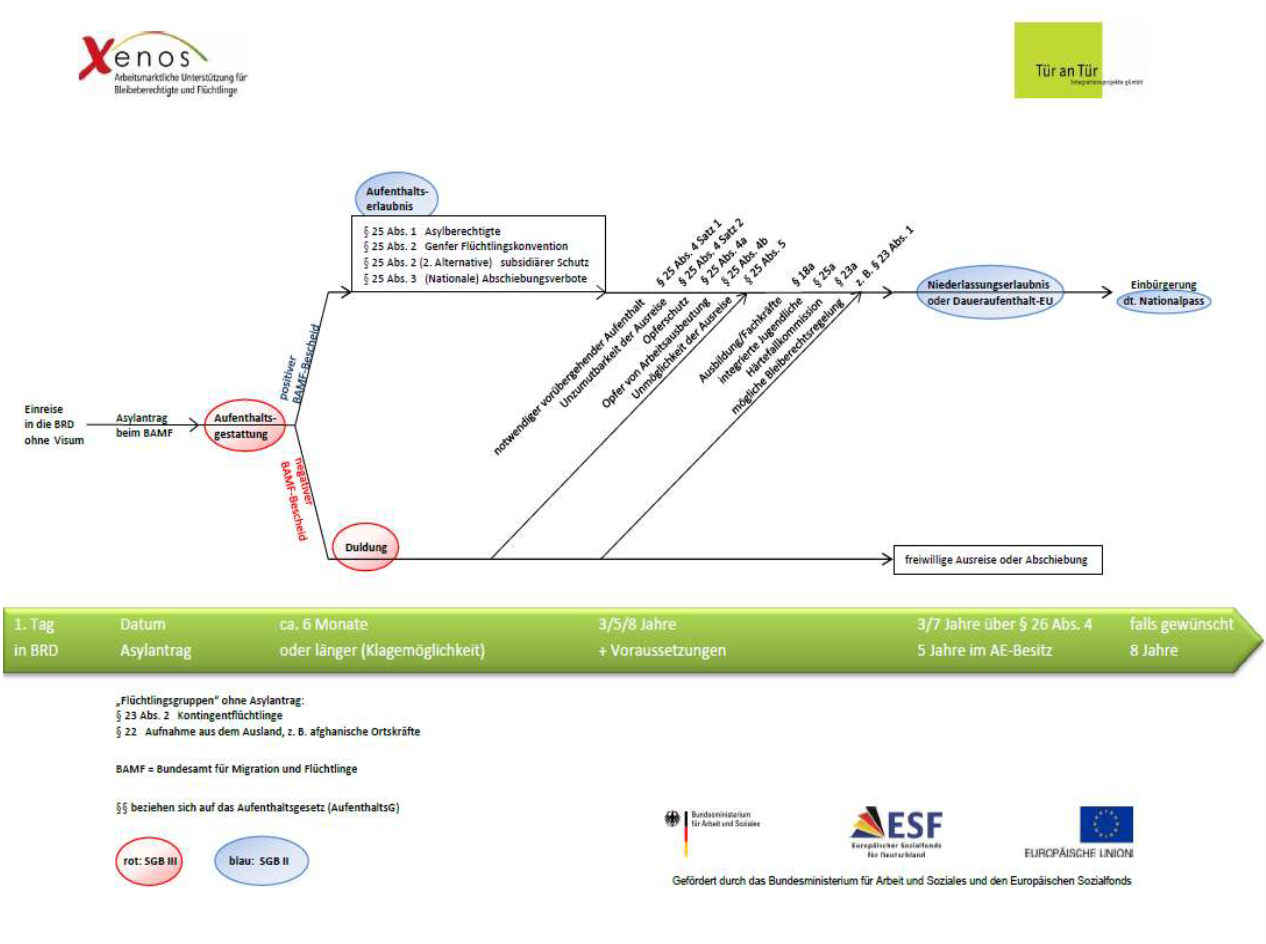 Xenos
Arbeitsmarktliche Unterstützung für
Bleibeberechtigte und Flüchtlinge
Tür an Tür
Integrationsprojekte gGmbH
Aufenthalts-
erlaubnis
§ 25 Abs. 1 Asylberechtigte
§ 25 Abs. 2 Genfer Flüchtlingskonvention
§ 25 Abs. 2 (2. Alternative) subsidiärer Schutz
§ 25 Abs. 3 (Nationale) Abschiebungsverbote
§ 25 Abs. 4 Satz 1
§ 25 Abs. 4 Satz 2
§ 25 Abs. 4a
§ 25 Abs. 4b
§ 25 Abs. 5
§ 18a
§ 25a
§ 23a
z. B. § 23 Abs. 1
notwendiger vorübergehender Aufenthalt
Unzumutbarkeit der Ausreise
Opferschutz
Opfer von Arbeitsausbeutung
Unmöglichkeit der Ausreise
Ausbildung/Fachkräfte
integrierte Jugendliche
Härtefallkommission
mögliche Bleiberechtsregelung
Niederlassungserlaubnis
oder Daueraufenthalt-EU
Einbürgerung
dt. Nationalpass
positiver
BAMF-Bescheid
Einreise
in die BRD
ohne Visum
Asylantrag
beim BAMF
Aufenthalts-
gestattung
negativer
BAMF-Bescheid
Duldung
freiwillige Ausreise oder Abschiebung
1. Tag
in BRD
Datum
Asylantrag
ca. 6 Monate
oder länger (Klagemöglichkeit)
3/5/8 Jahre
+ Voraussetzungen
3/7 Jahre über § 26 Abs. 4
5 Jahre im AE-Besitz
falls gewünscht
8 Jahre
„Flüchtlingsgruppen“ ohne Asylantrag:
§ 23 Abs. 2 Kontingentflüchtlinge
§ 22 Aufnahme aus dem Ausland, z. B. afghanische Ortskräfte
BAMF = Bundesamt für Migration und Flüchtlinge
§§ beziehen sich auf das Aufenthaltsgesetz (AufenthaltsG)
rot: SGB III
blau: SGB II
Bundesministerium
für Arbeit und Soziales
ESF
Europäischer Sozialfonds
für Deutschland
EUROPÄISCHE UNION
Gefördert durch das Bundesministerium für Arbeit und Soziales und den Europäischen Sozialfonds